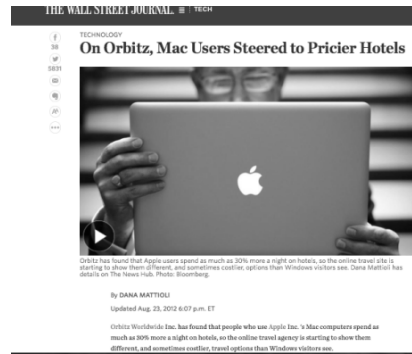 THE WALL STREET JOURNAL. ≡ | TECH
TECHNOLOGY
On Orbitz, Mac Users Steered to Pricier Hotels
38
5831
Orbitz has found that Apple users spend as much as 30% more a night on hotels, so the online travel site is
starting to show them different, and sometimes costlier, options than Windows visitors see. Dana Mattioli has
details on The News Hub. Photo: Bloomberg.
By DANA MATTIOLI
Updated Aug. 23, 2012 6:07 p.m. ET
Orbitz Worldwide Inc. has found that people who use Apple Inc. 's Mac computers spend as
much as 30% more a night on hotels, so the online travel agency is starting to show them
different, and sometimes costlier, travel options than Windows visitors see.